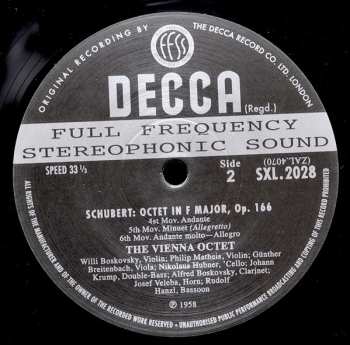 ORIGINAL RECORDING BY
THE DECCA RECORD CO. LTD. LONDON
FFSS
DECCA
(Regd.)
FULL FREQUENCY
STEREOPHONIC SOUND
SPEED 33⅓
Side
2
(ZAL.4070)
SXL.2028
SCHUBERT: OCTET IN F MAJOR, Op. 166
4st Mov. Andante
5th Mov. Minuet (Allegretto)
6th Mov. Andante molto—Allegro
THE VIENNA OCTET
Willi Boskovsky, Violin; Philip Matheis, Violin; Günther
Breitenbach, Viola; Nikolaus Hübner, 'Cello; Johann
Krump, Double-Bass; Alfred Boskovsky, Clarinet;
Josef Veleba, Horn; Rudolf
Hanzl, Bassoon
℗ 1958
ALL RIGHTS OF THE MANUFACTURER AND OF THE OWNER OF THE RECORDED WORK RESERVED • UNAUTHORISED PUBLIC PERFORMANCE BROADCASTING AND COPYING OF THIS RECORD PROHIBITED